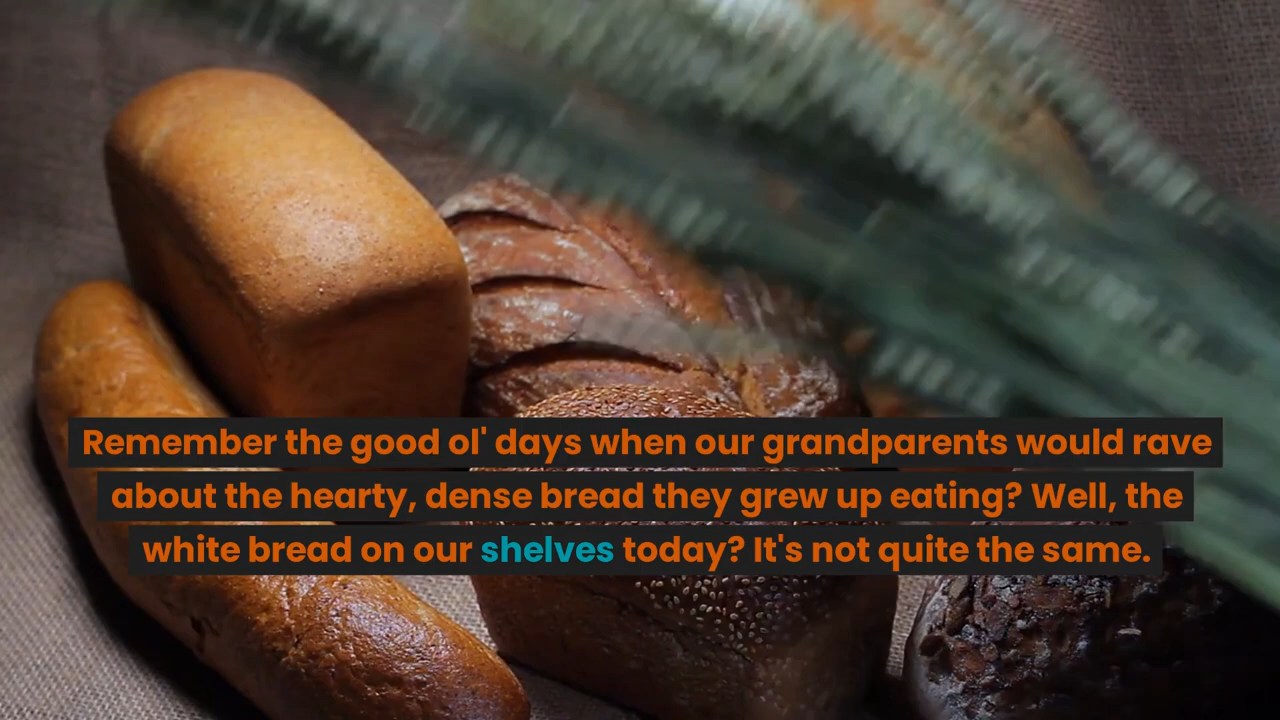 Remember the good ol' days when our grandparents would rave
about the hearty, dense bread they grew up eating? Well, the
white bread on our shelves today? It's not quite the same.